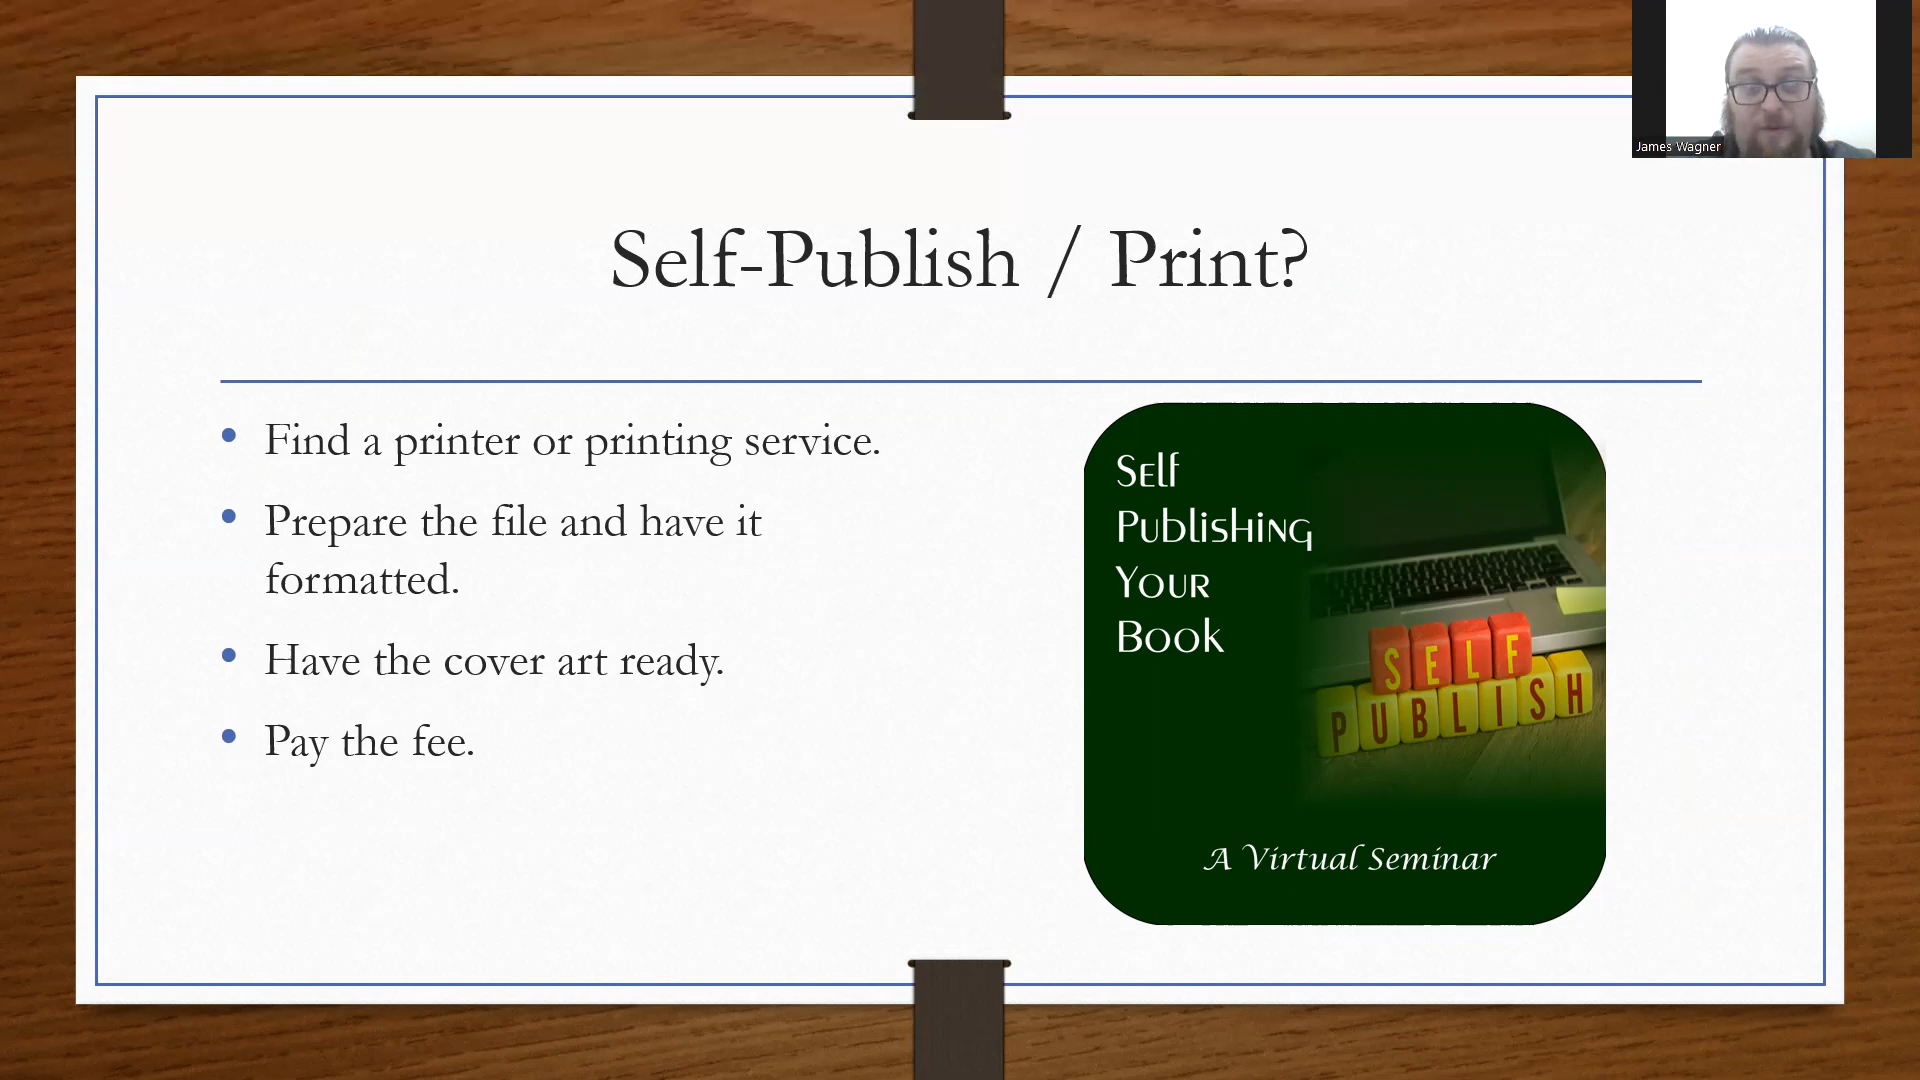 James Wagner
Self-Publish / Print?
• Find a printer or printing service.
• Prepare the file and have it
formatted.
• Have the cover art ready.
• Pay the fee.
Self
Publishing
Your
Book
SELF
PUBLISH
A Virtual Seminar